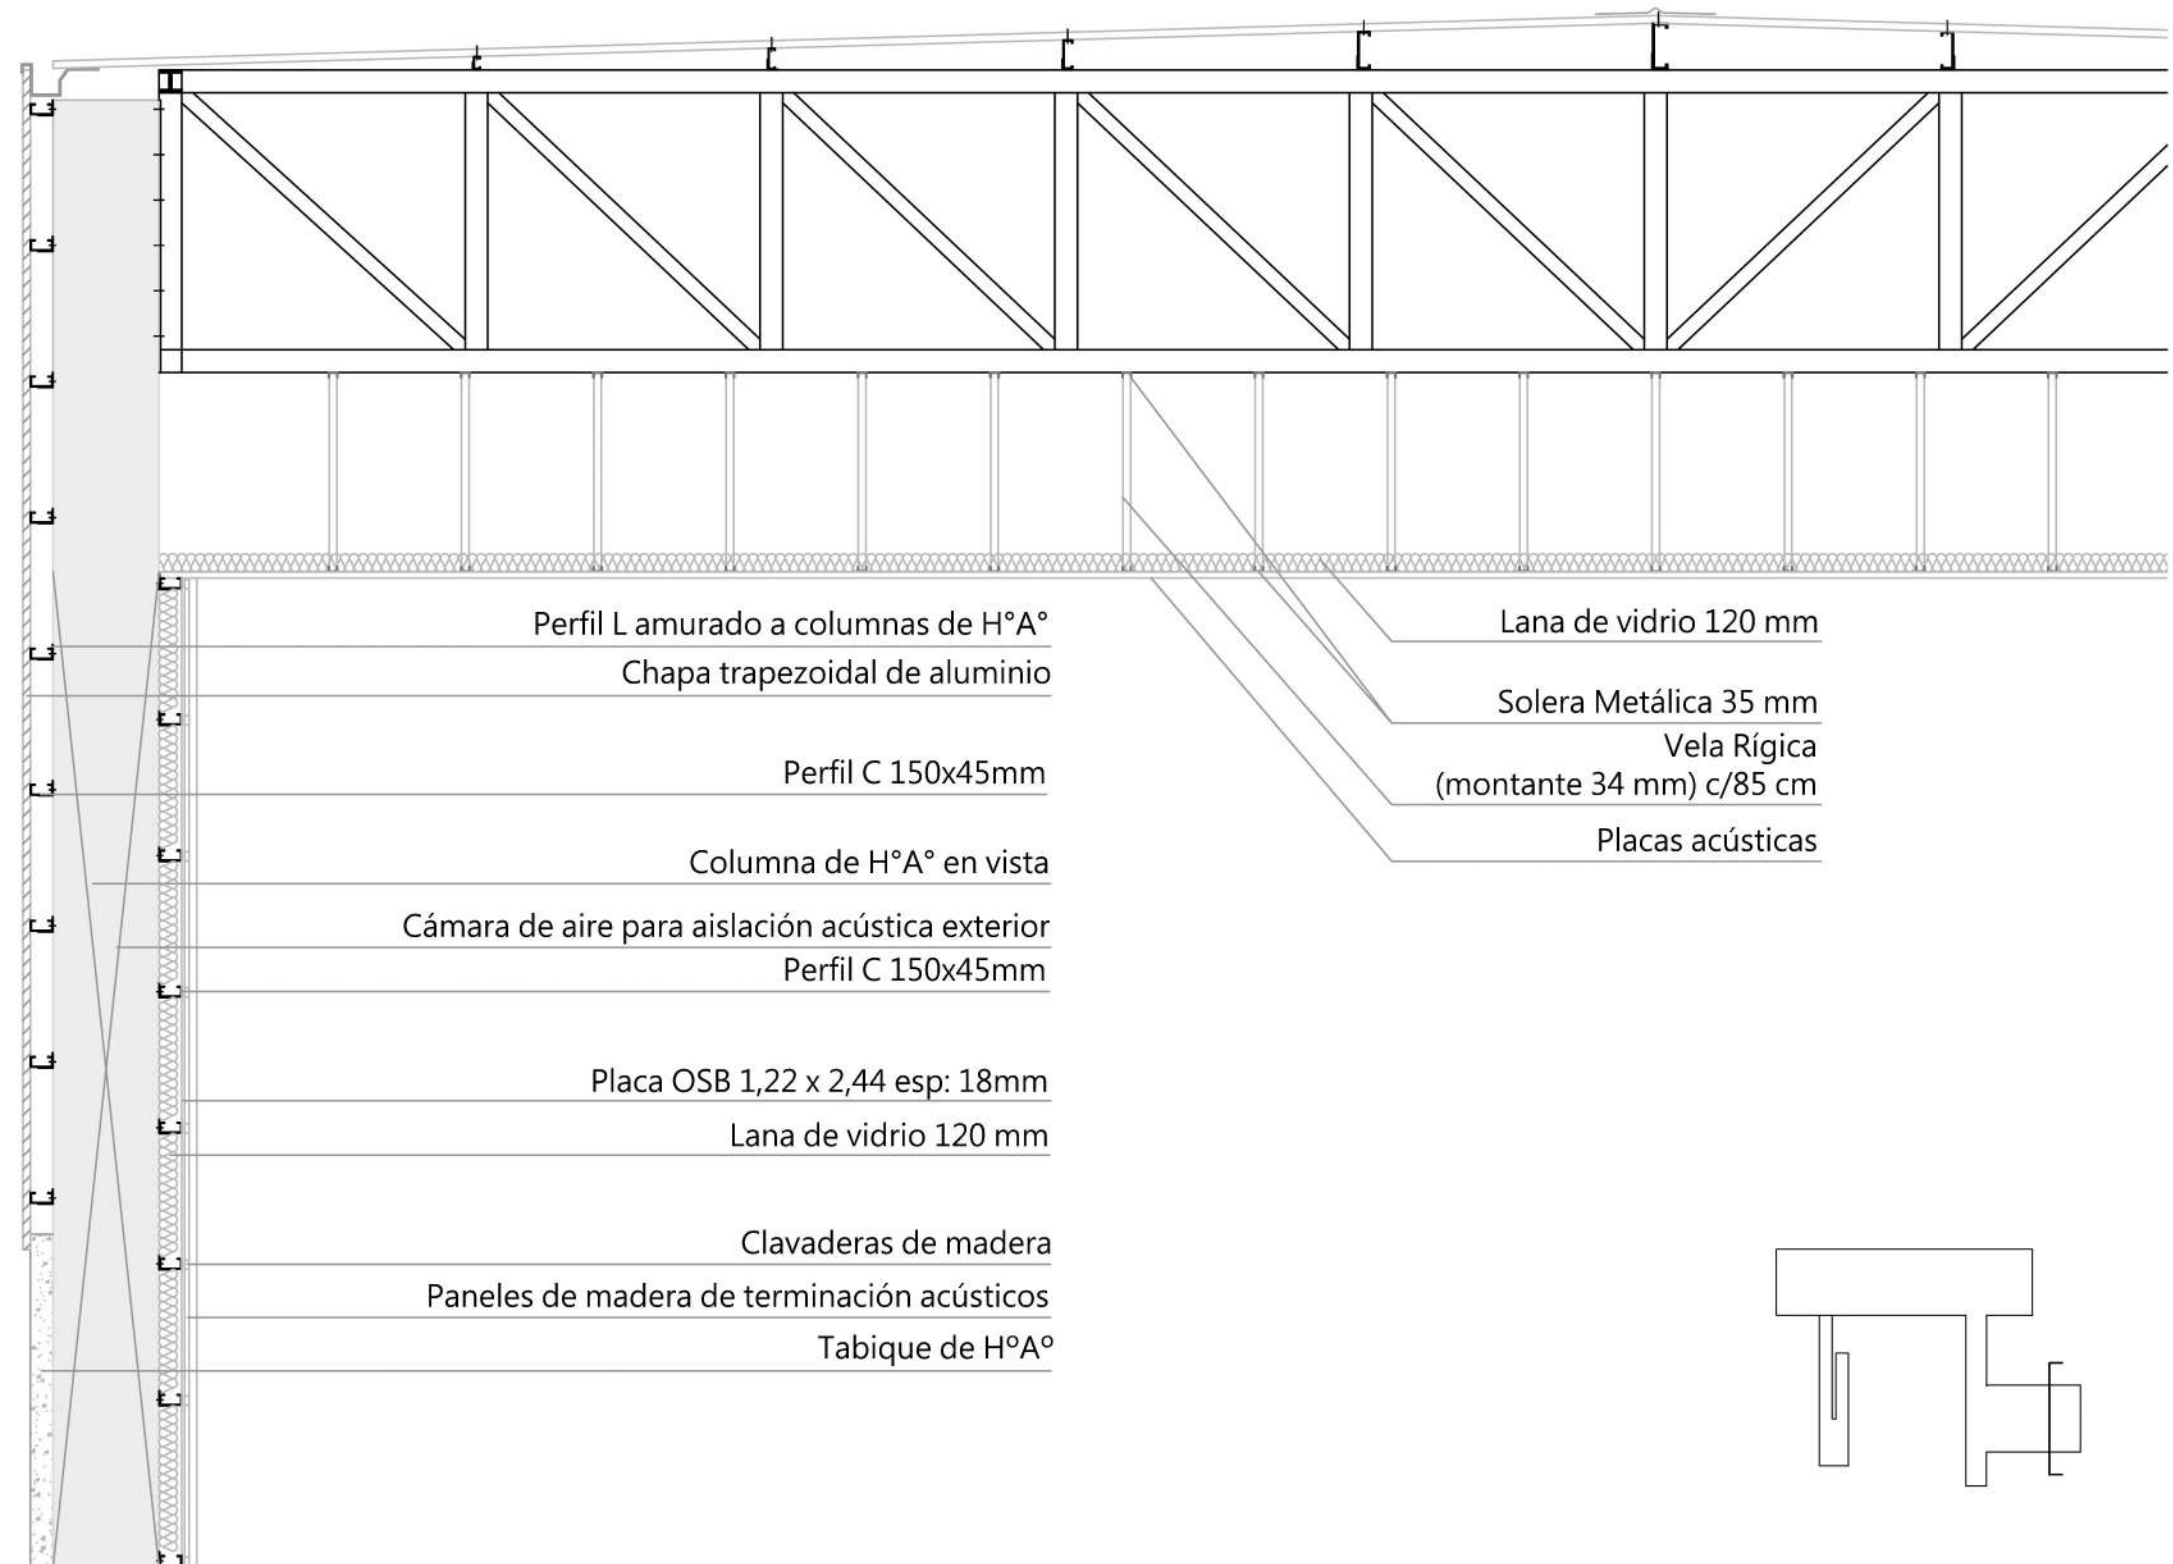 Perfil L amurado a columnas de H°A°
Chapa trapezoidal de aluminio
Perfil C 150x45mm
Columna de H°A° en vista
Cámara de aire para aislación acústica exterior
Perfil C 150x45mm
Placa OSB 1,22 x 2,44 esp: 18mm
Lana de vidrio 120 mm
Clavaderas de madera
Paneles de madera de terminación acústicos
Tabique de HºAº
Lana de vidrio 120 mm
Solera Metálica 35 mm
Vela Rígica
(montante 34 mm) c/85 cm
Placas acústicas